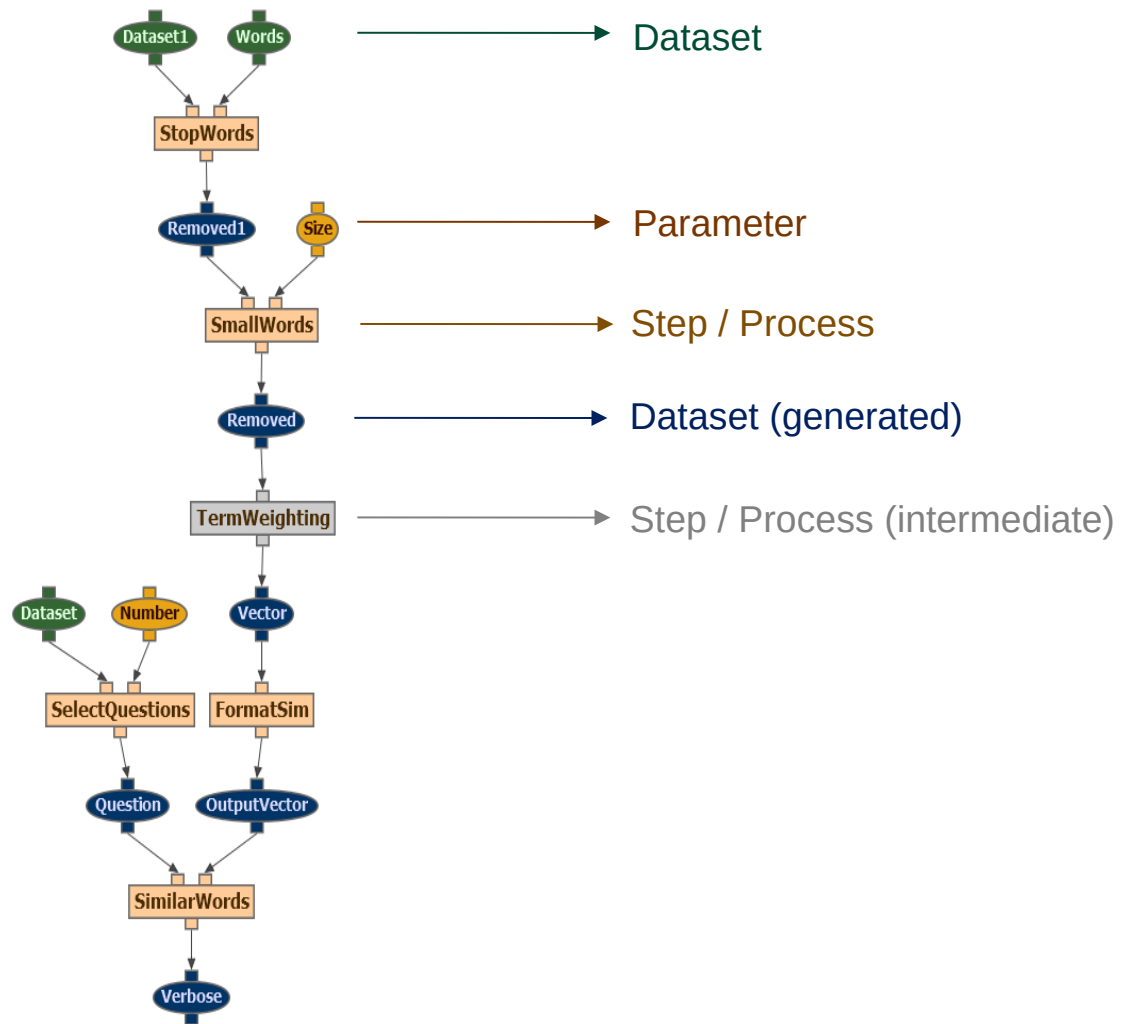 Dataset1 Words Dataset
StopWords
Removed1 Size Parameter
SmallWords Step / Process
Removed Dataset (generated)
TermWeighting Step / Process (intermediate)
Dataset Number Vector
SelectQuestions FormatSim
Question OutputVector
SimilarWords
Verbose